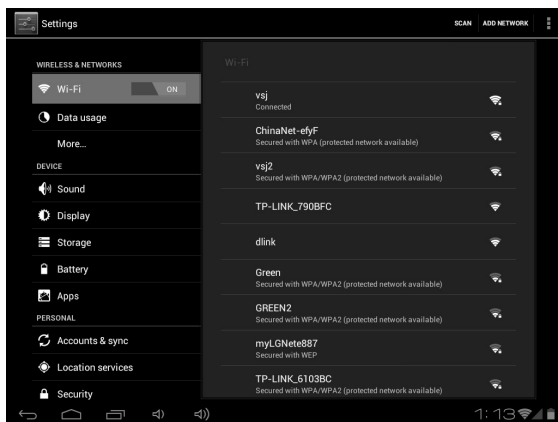 Settings
SCAN
ADD NETWORK
WIRELESS & NETWORKS
Wi-Fi
ON
Data usage
More...
DEVICE
Sound
Display
Storage
Battery
Apps
PERSONAL
Accounts & sync
Location services
Security
Wi-Fi
vsj
Connected
ChinaNet-efyF
Secured with WPA (protected network available)
vsj2
Secured with WPA/WPA2 (protected network available)
TP-LINK_790BFC
dlink
Green
Secured with WPA/WPA2 (protected network available)
GREEN2
Secured with WPA/WPA2 (protected network available)
myLGNete887
Secured with WEP
TP-LINK_6103BC
Secured with WPA/WPA2 (protected network available)
1:13